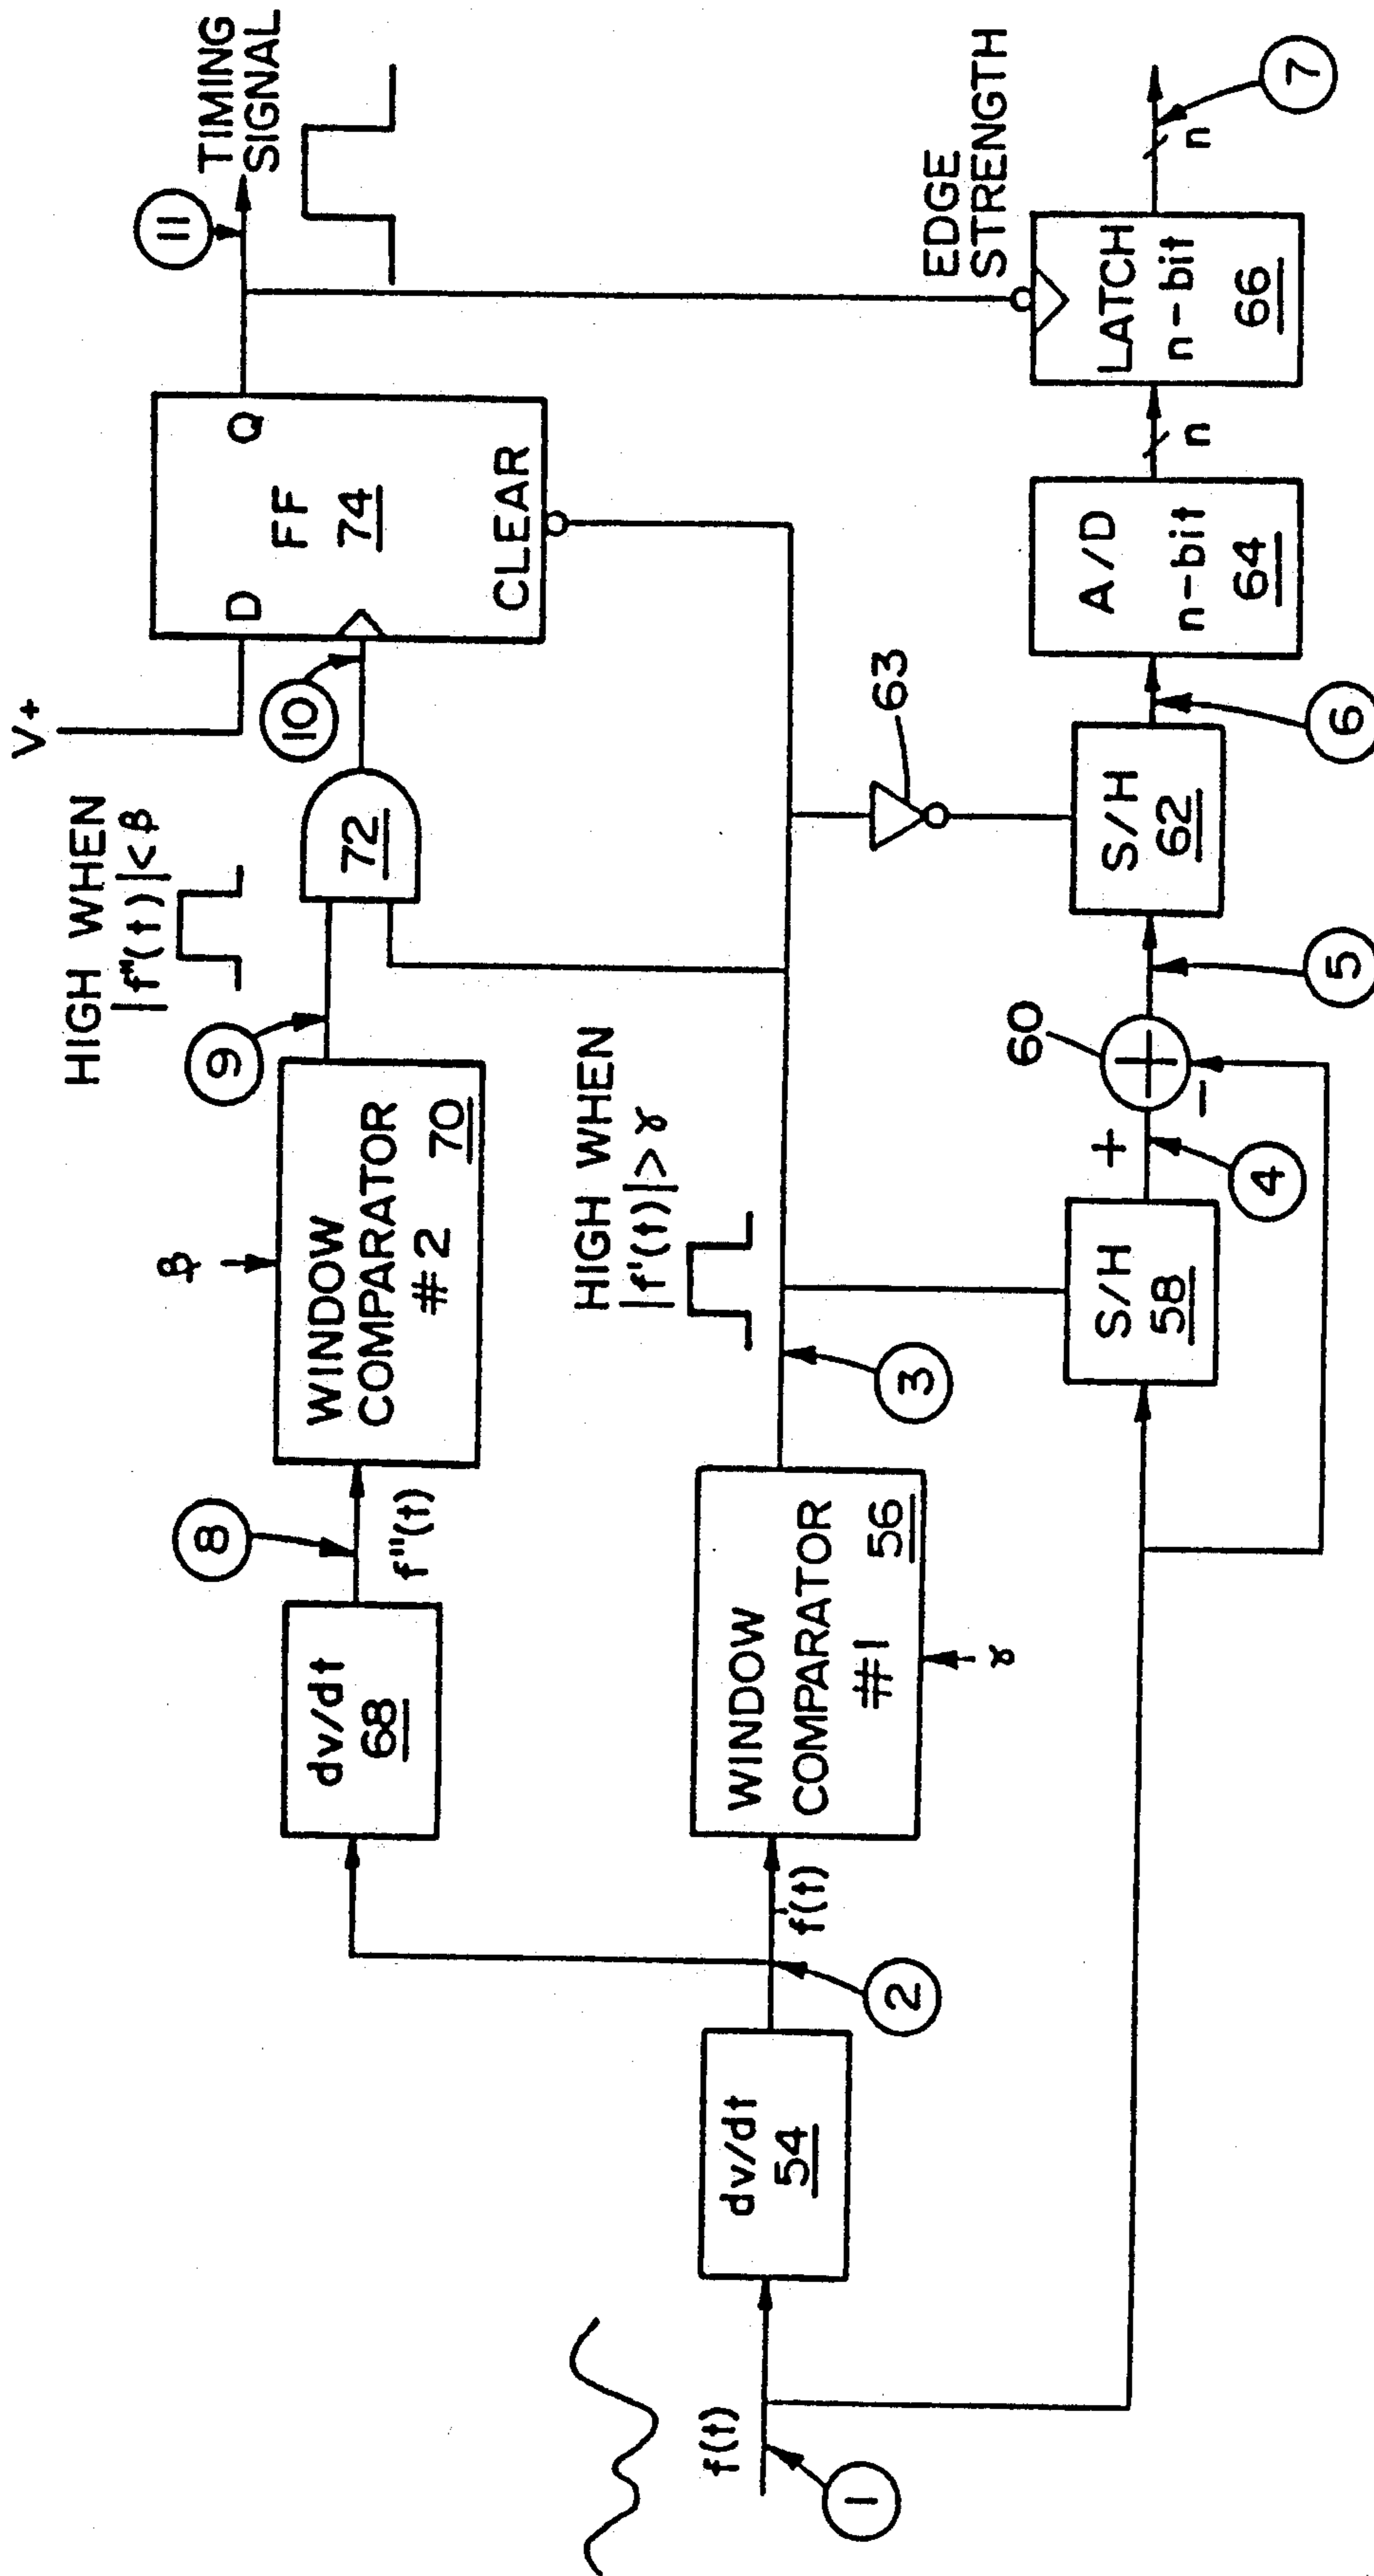 V+
HIGH WHEN
|f"(t)|<β
TIMING
SIGNAL
11
β
9
10
D
Q
FF
74
CLEAR
8
f"(t)
dv/dt
68
WINDOW
COMPARATOR
#2 70
72
HIGH WHEN
|f'(t)|>γ
63
EDGE
STRENGTH
f(t)
1
dv/dt
54
2
f'(t)
WINDOW
COMPARATOR
#1 56
γ
3
S/H
58
+
4
60
-
5
S/H
62
6
A/D
n-bit
64
n
LATCH
n-bit
66
n
7